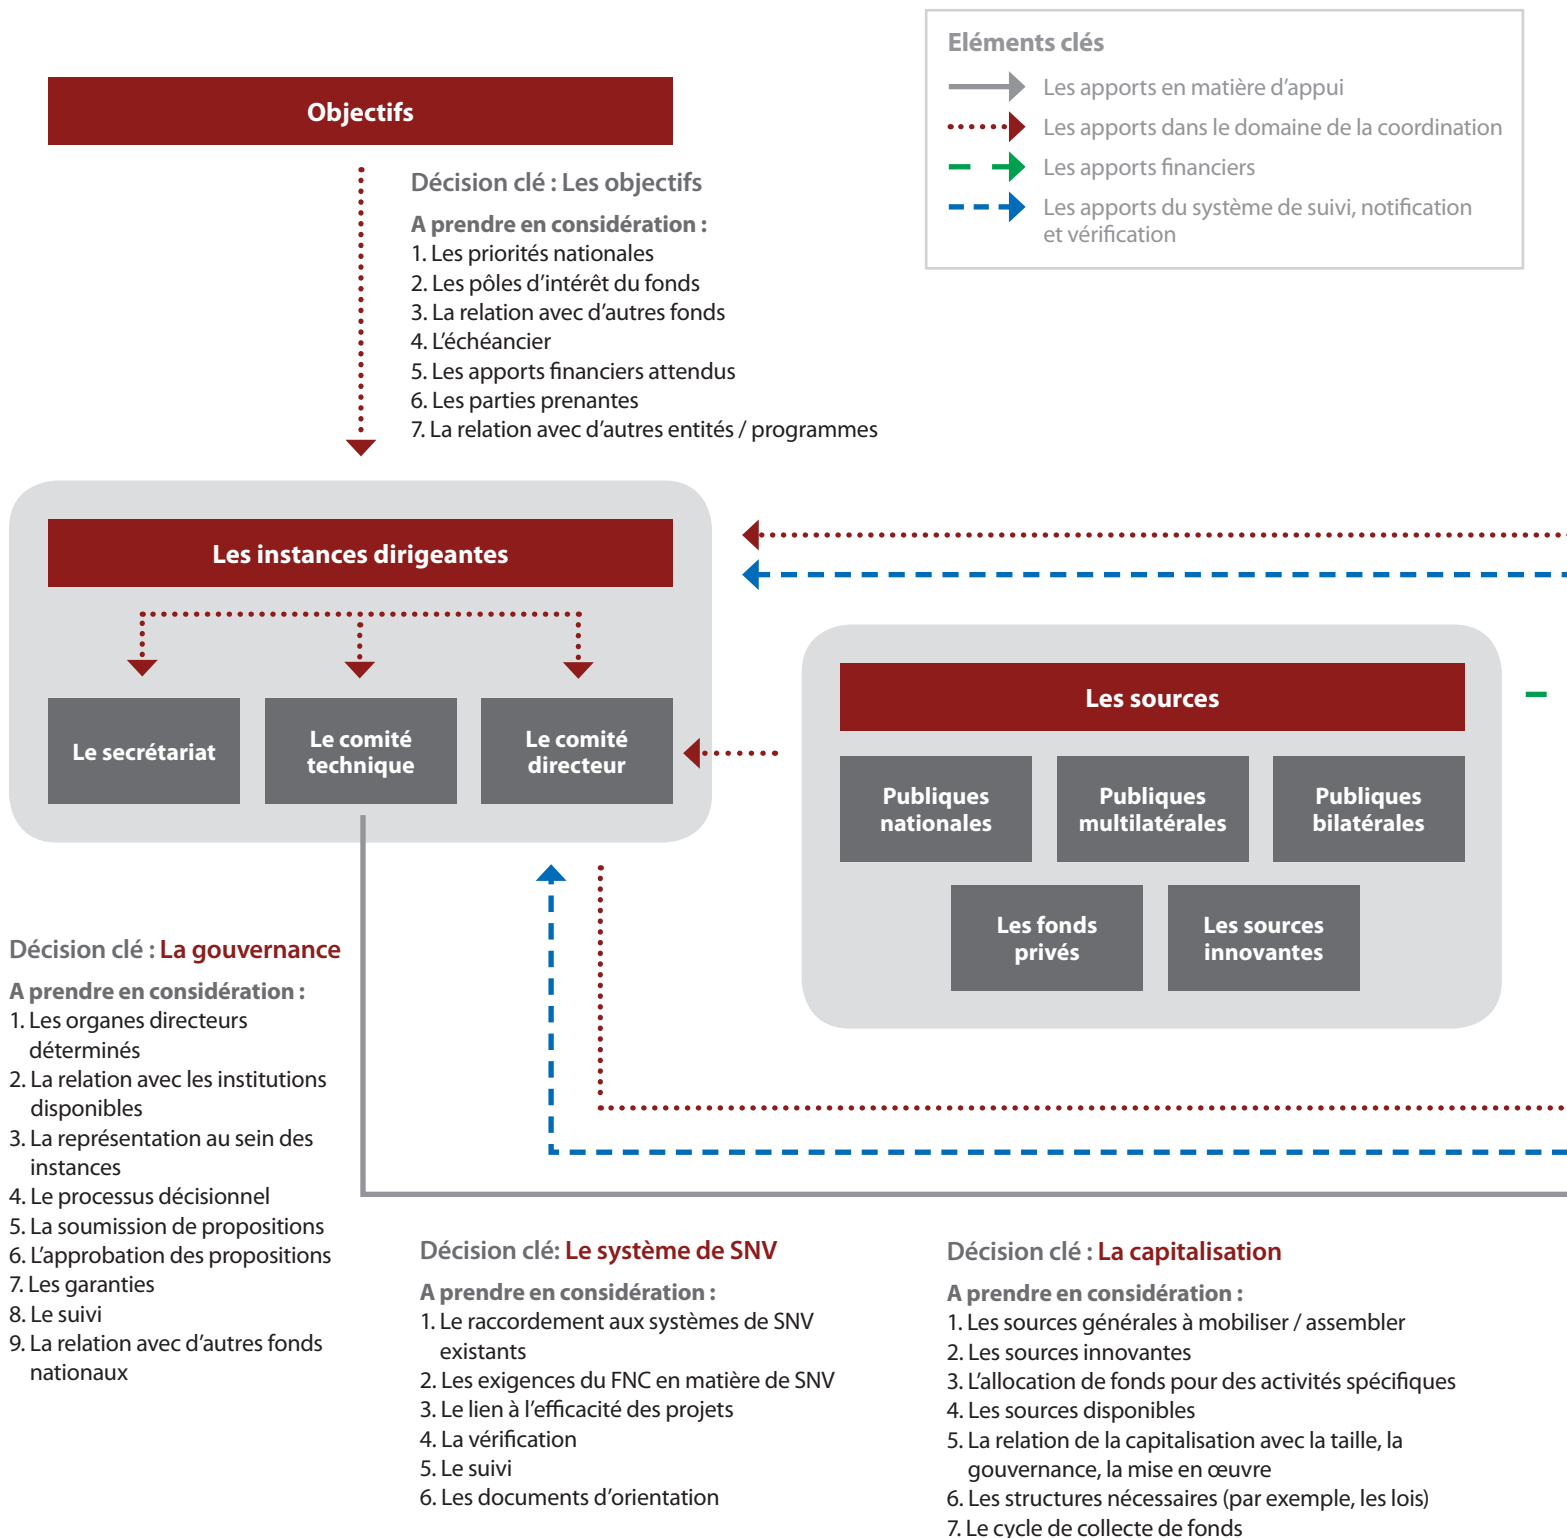 Eléments clés
Les apports en matière d’appui
Les apports dans le domaine de la coordination
Les apports financiers
Les apports du système de suivi, notification
et vérification
Objectifs
Décision clé : Les objectifs
A prendre en considération :
1. Les priorités nationales
2. Les pôles d’intérêt du fonds
3. La relation avec d’autres fonds
4. L’échéancier
5. Les apports financiers attendus
6. Les parties prenantes
7. La relation avec d’autres entités / programmes
Les instances dirigeantes
Le secrétariat
Le comité
technique
Le comité
directeur
Les sources
Publiques
nationales
Publiques
multilatérales
Publiques
bilatérales
Les fonds
privés
Les sources
innovantes
Décision clé : La gouvernance
A prendre en considération :
1. Les organes directeurs
déterminés
2. La relation avec les institutions
disponibles
3. La représentation au sein des
instances
4. Le processus décisionnel
5. La soumission de propositions
6. L’approbation des propositions
7. Les garanties
8. Le suivi
9. La relation avec d’autres fonds
nationaux
Décision clé: Le système de SNV
A prendre en considération :
1. Le raccordement aux systèmes de SNV
existants
2. Les exigences du FNC en matière de SNV
3. Le lien à l’efficacité des projets
4. La vérification
5. Le suivi
6. Les documents d’orientation
Décision clé : La capitalisation
A prendre en considération :
1. Les sources générales à mobiliser / assembler
2. Les sources innovantes
3. L’allocation de fonds pour des activités spécifiques
4. Les sources disponibles
5. La relation de la capitalisation avec la taille, la
gouvernance, la mise en œuvre
6. Les structures nécessaires (par exemple, les lois)
7. Le cycle de collecte de fonds